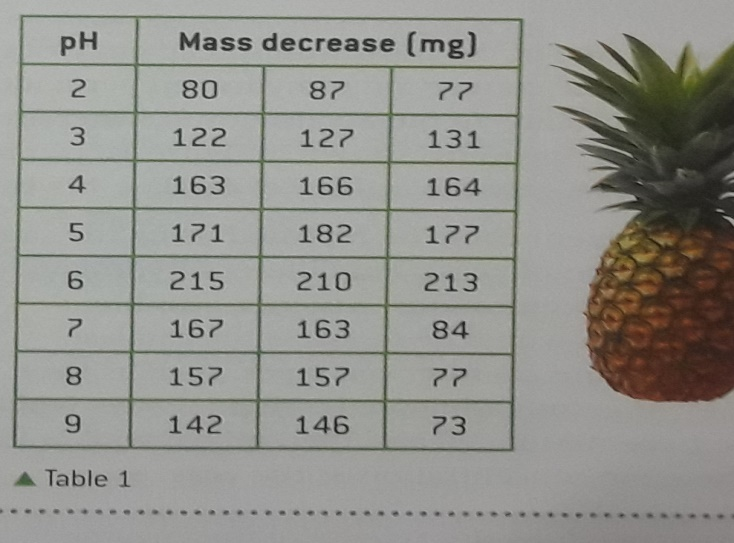 pH Mass decrease (mg)
2 80 87 77
3 122 127 131
4 163 166 164
5 171 182 177
6 215 210 213
7 167 163 84
8 157 157 77
9 142 146 73
▲ Table 1